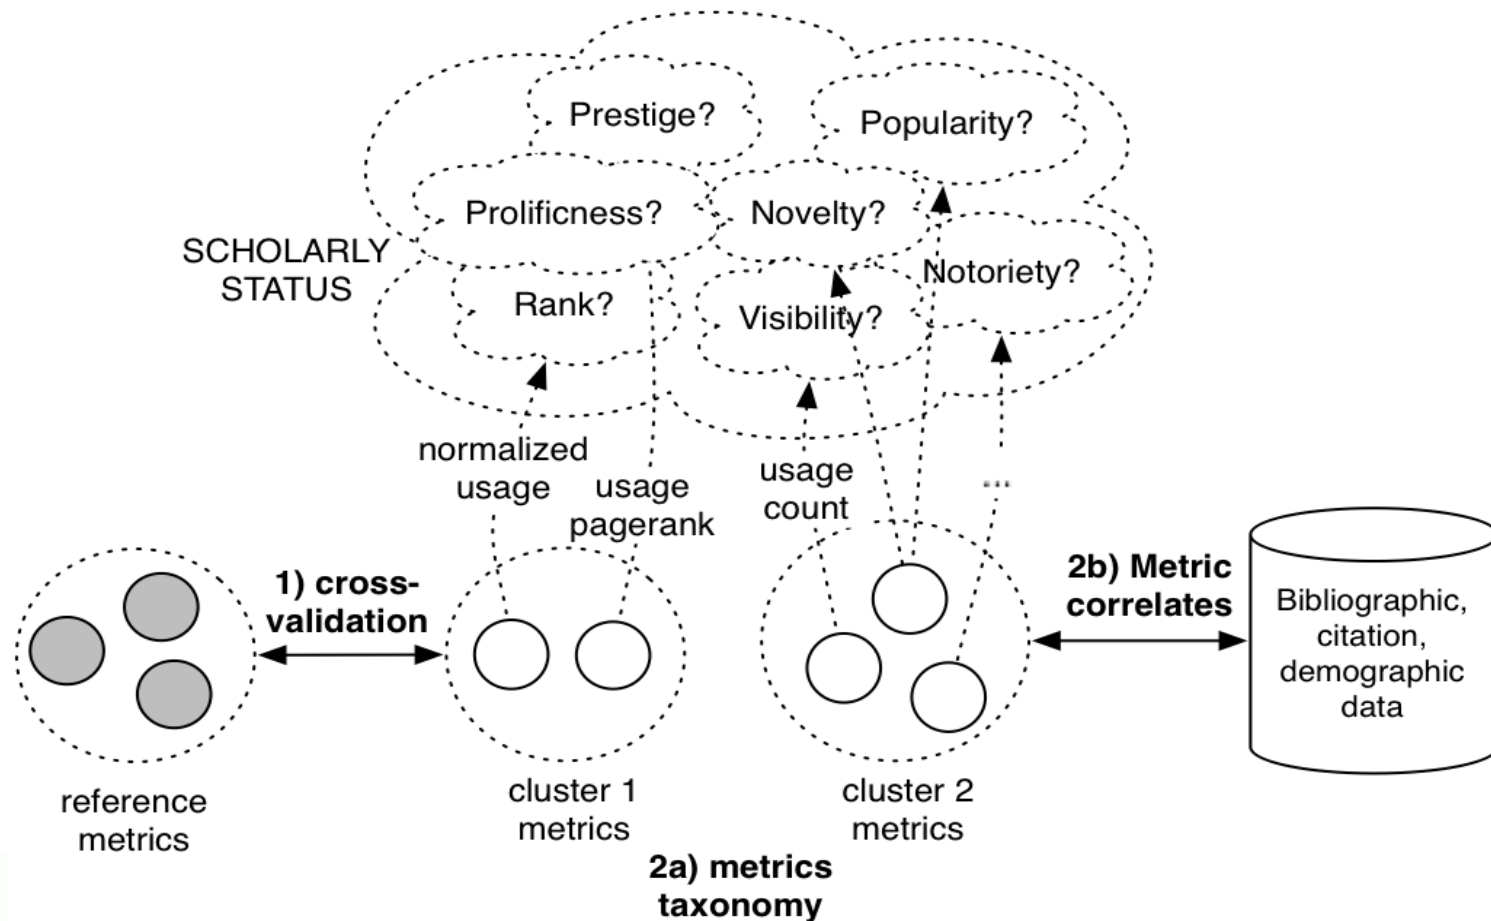 Prestige?
Popularity?
Prolificness?
Novelty?
SCHOLARLY
STATUS
Notoriety?
Rank?
Visibility?
normalized
usage
usage
pagerank
usage
count
...
1) cross-
validation
2b) Metric
correlates
Bibliographic,
citation,
demographic
data
reference
metrics
cluster 1
metrics
cluster 2
metrics
2a) metrics
taxonomy